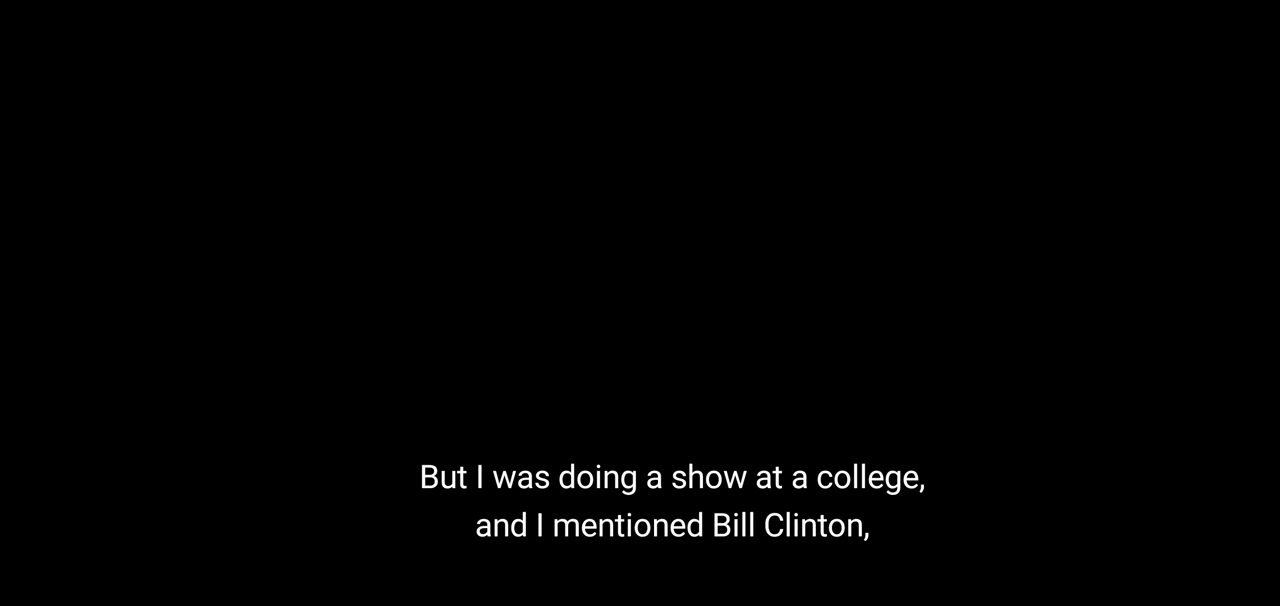 But I was doing a show at a college,
and I mentioned Bill Clinton,